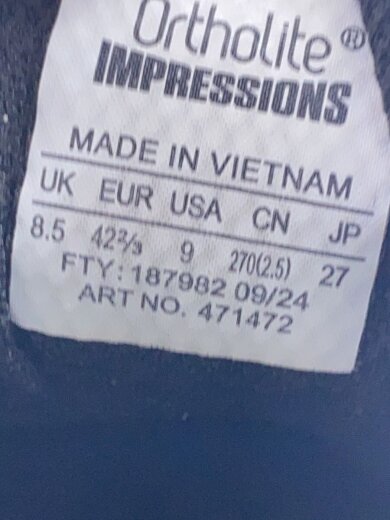 Ortholite®
IMPRESSIONS
MADE IN VIETNAM
UK EUR USA CN JP
8.5 42⅔ 9 270(2.5) 27
FTY: 187982 09/24
ART NO. 471472